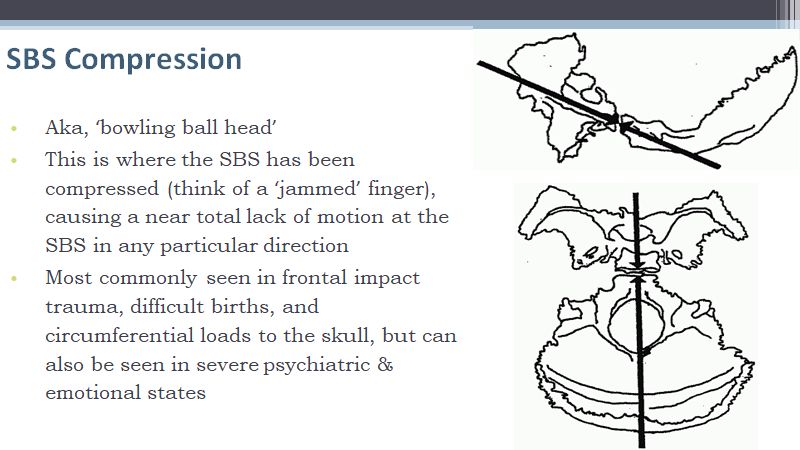 SBS Compression
• Aka, ‘bowling ball head’
• This is where the SBS has been
compressed (think of a ‘jammed’ finger),
causing a near total lack of motion at the
SBS in any particular direction
• Most commonly seen in frontal impact
trauma, difficult births, and
circumferential loads to the skull, but can
also be seen in severe psychiatric &
emotional states